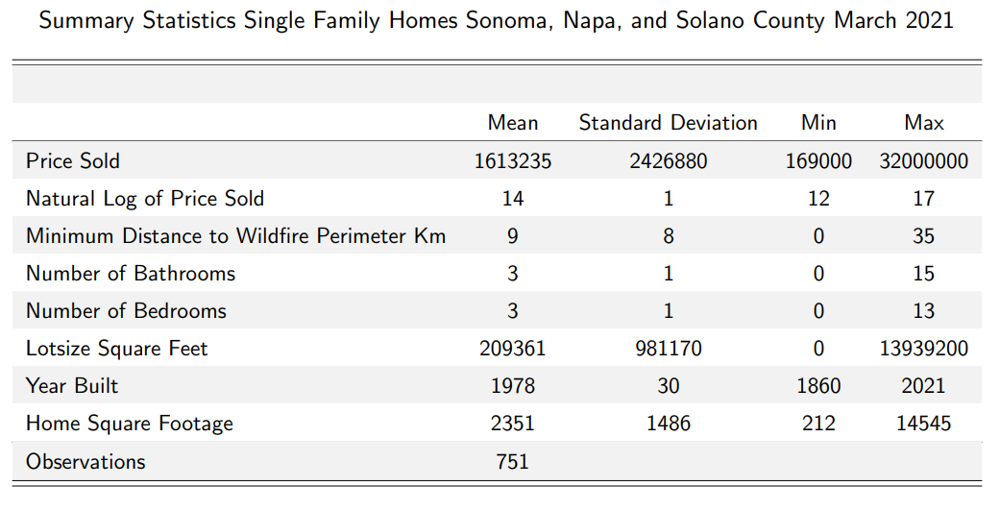 Summary Statistics Single Family Homes Sonoma, Napa, and Solano County March 2021
Mean Standard Deviation Min Max
Price Sold 1613235 2426880 169000 32000000
Natural Log of Price Sold 14 1 12 17
Minimum Distance to Wildfire Perimeter Km 9 8 0 35
Number of Bathrooms 3 1 0 15
Number of Bedrooms 3 1 0 13
Lotsize Square Feet 209361 981170 0 13939200
Year Built 1978 30 1860 2021
Home Square Footage 2351 1486 212 14545
Observations 751